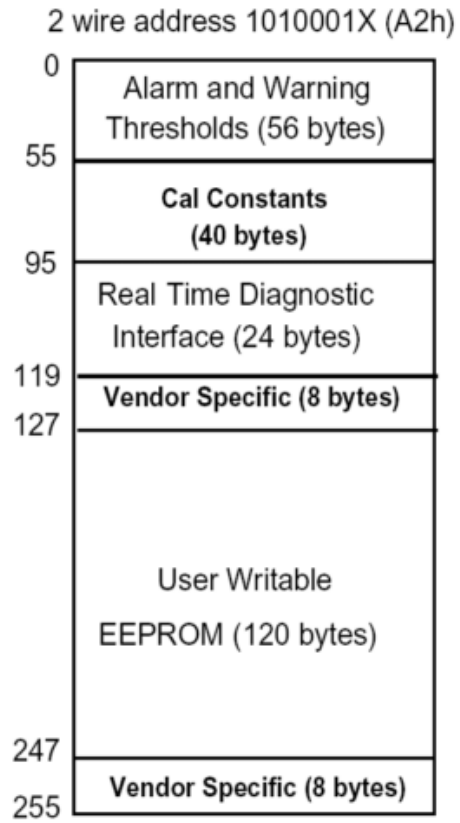 2 wire address 1010001X (A2h)
0
Alarm and Warning
Thresholds (56 bytes)
55
Cal Constants
(40 bytes)
95
Real Time Diagnostic
Interface (24 bytes)
119
Vendor Specific (8 bytes)
127
User Writable
EEPROM (120 bytes)
247
Vendor Specific (8 bytes)
255